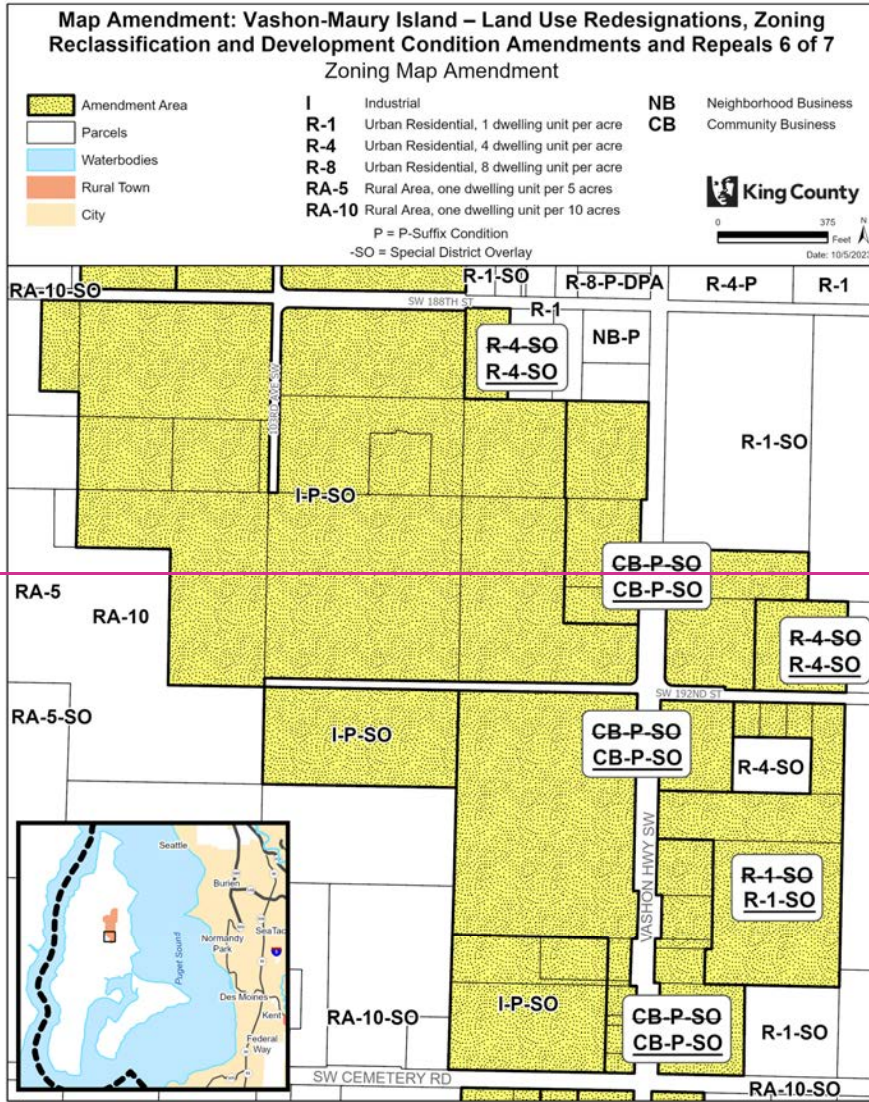 Map Amendment: Vashon-Maury Island – Land Use Redesignations, Zoning
Reclassification and Development Condition Amendments and Repeals 6 of 7
Zoning Map Amendment
Amendment Area
Parcels
Waterbodies
Rural Town
City
I Industrial
R-1 Urban Residential, 1 dwelling unit per acre
R-4 Urban Residential, 4 dwelling unit per acre
R-8 Urban Residential, 8 dwelling unit per acre
RA-5 Rural Area, one dwelling unit per 5 acres
RA-10 Rural Area, one dwelling unit per 10 acres
P = P-Suffix Condition
-SO = Special District Overlay
NB Neighborhood Business
CB Community Business
King County
0 375
Feet
N
Date: 10/5/2023
RA-10-SO
R-1-SO
R-8-P-DPA
R-4-P
R-1
SW 188TH ST
R-1
103RD AVE SW
R-4-SO
R-4-SO
NB-P
R-1-SO
I-P-SO
CB-P-SO
CB-P-SO
RA-5
RA-10
R-4-SO
R-4-SO
SW 192ND ST
RA-5-SO
I-P-SO
CB-P-SO
CB-P-SO
R-4-SO
VASHON HWY SW
R-1-SO
R-1-SO
Seattle
Burien
SeaTac
Normandy
Park
Puget Sound
Des Moines
Kent
Federal
Way
RA-10-SO
I-P-SO
CB-P-SO
CB-P-SO
R-1-SO
SW CEMETERY RD
RA-10-SO